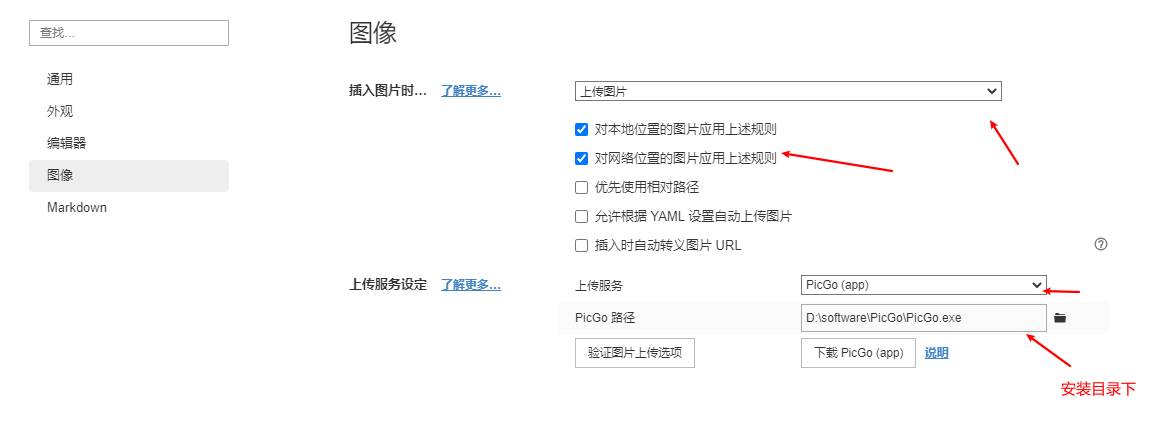 查找...
图像
通用
外观
编辑器
图像
Markdown
插入图片时... 了解更多... 上传图片
对本地位置的图片应用上述规则
对网络位置的图片应用上述规则
优先使用相对路径
允许根据 YAML 设置自动上传图片
插入时自动转义图片 URL ?
上传服务设定 了解更多... 上传服务 PicGo (app)
PicGo 路径 D:\software\PicGo\PicGo.exe
验证图片上传选项 下载 PicGo (app) 说明
安装目录下